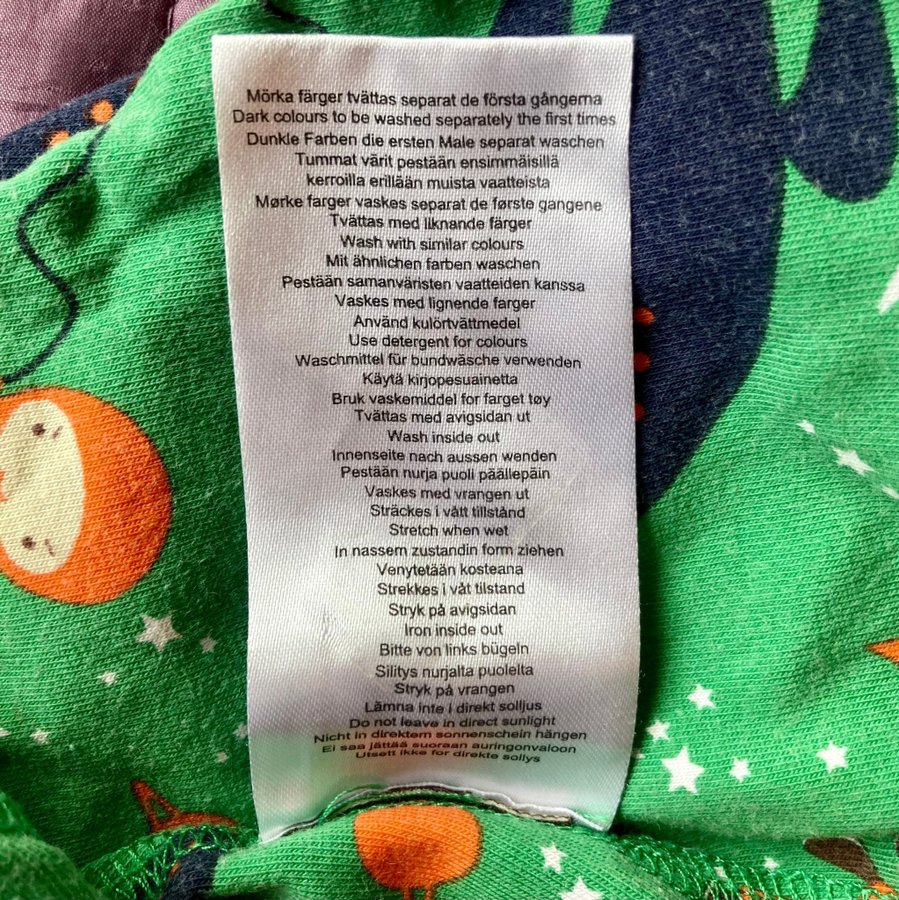 Mörka färger tvättas separat de första gångerna
Dark colours to be washed separately the first times
Dunkle Farben die ersten Male separat waschen
Tummat värit pestään ensimmäisillä
kerroilla erillään muista vaatteista
Mørke farger vaskes separat de første gangene
Tvättas med liknande färger
Wash with similar colours
Mit ähnlichen farben waschen
Pestään samanväristen vaatteiden kanssa
Vaskes med lignende farger
Använd kulörtvättmedel
Use detergent for colours
Waschmittel für bundwäsche verwenden
Käytä kirjopesuainetta
Bruk vaskemiddel for farget tøy
Tvättas med avigsidan ut
Wash inside out
Innenseite nach aussen wenden
Pestään nurja puoli päällepäin
Vaskes med vrangen ut
Sträckes i vått tillstånd
Stretch when wet
In nassem zustandin form ziehen
Venytetään kosteana
Strekkes i våt tilstand
Stryk på avigsidan
Iron inside out
Bitte von links bügeln
Silitys nurjalta puolelta
Stryk på vrangen
Lämna inte i direkt solljus
Do not leave in direct sunlight
Nicht in direktem sonnenschein hängen
Ei saa jättää suoraan auringonvaloon
Utsett ikke for direkte sollys